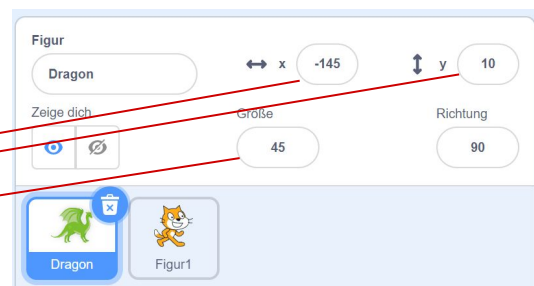 Figur
Dragon x -145 y 10
Zeige dich Größe Richtung
45 90
Dragon Figur1